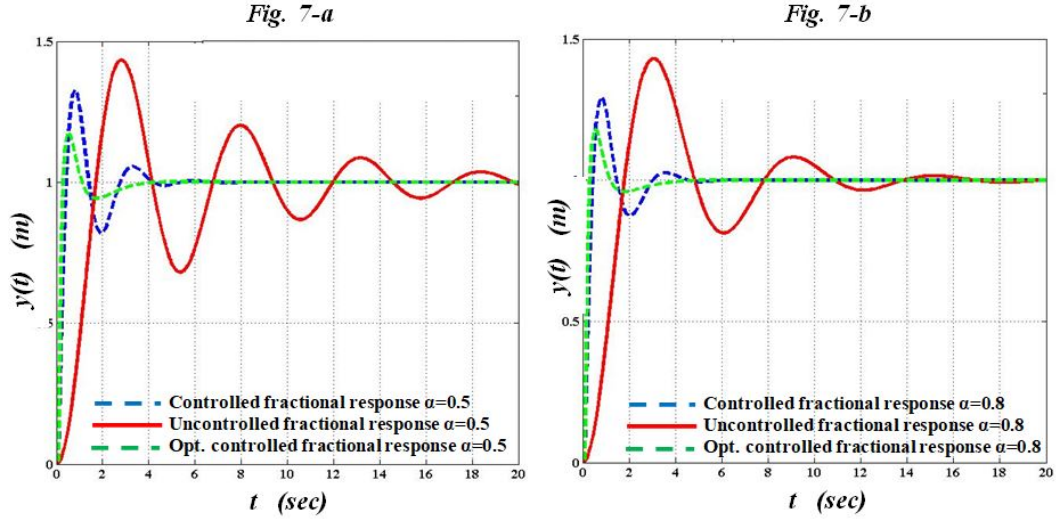 Fig. 7-a
1.5
1
.5
0
0 2 4 6 8 10 12 14 16 18 20
y(t) (m)
t (sec)
Controlled fractional response α=0.5
Uncontrolled fractional response α=0.5
Opt. controlled fractional response α=0.5
Fig. 7-b
1.5
1
0.5
0
0 2 4 6 8 10 12 14 16 18 20
y(t) (m)
t (sec)
Controlled fractional response α=0.8
Uncontrolled fractional response α=0.8
Opt. controlled fractional response α=0.8